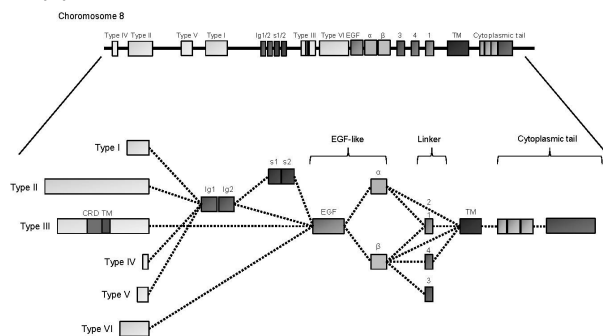 Choromosome 8
Type IV Type II Type V Type I Ig1/2 s1/2 Type III Type VI EGF α β 3 4 1 TM Cytoplasmic tail
EGF-like Linker Cytoplasmic tail
Type I
s1 s2
α
Type II
Ig1 Ig2
2
CRD TM
1
Type III
EGF
TM
β
4
Type IV
3
Type V
Type VI